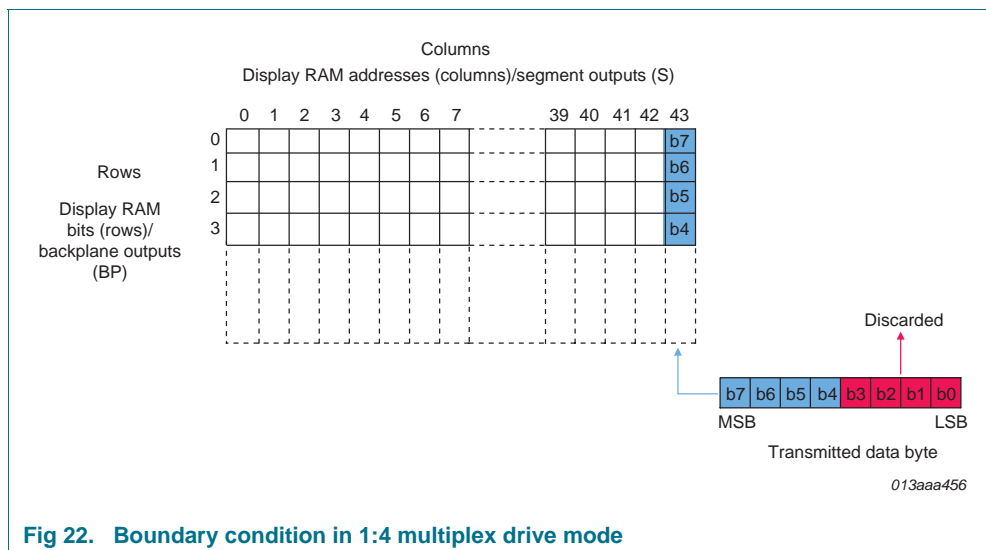 Columns
Display RAM addresses (columns)/segment outputs (S)
0 1 2 3 4 5 6 7 39 40 41 42 43
0 b7
1 b6
2 b5
3 b4
Rows
Display RAM
bits (rows)/
backplane outputs
(BP)
Discarded
b7 b6 b5 b4 b3 b2 b1 b0
MSB LSB
Transmitted data byte
013aaa456
Fig 22. Boundary condition in 1:4 multiplex drive mode